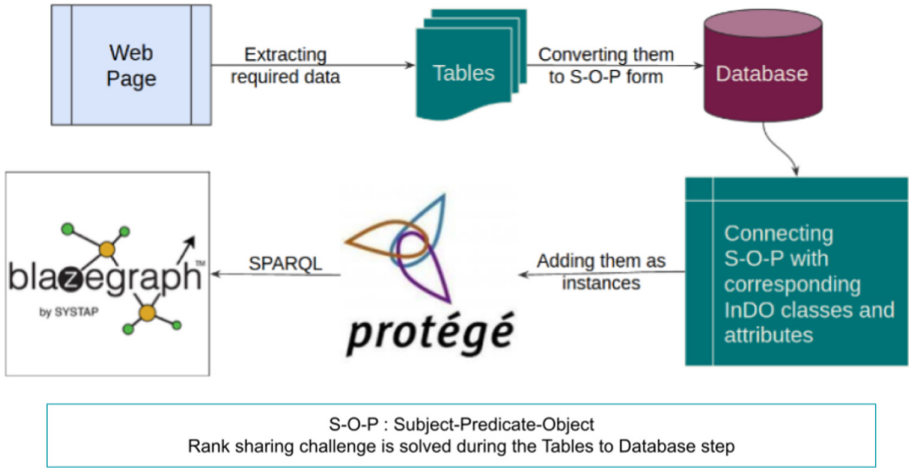 Web
Page
Extracting
required data
Tables
Converting them
to S-O-P form
Database
Connecting
S-O-P with
corresponding
InDO classes and
attributes
Adding them as
instances
protégé
SPARQL
blazegraph™
by SYSTAP
S-O-P : Subject-Predicate-Object
Rank sharing challenge is solved during the Tables to Database step